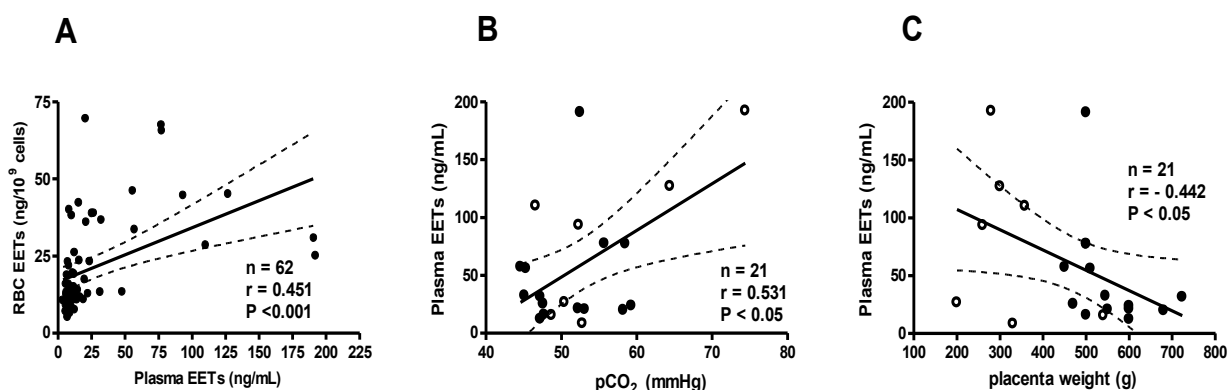 A
RBC EETs (ng/10⁹ cells)
75
50
25
0
0 25 50 75 100 125 150 175 200 225
Plasma EETs (ng/mL)
n = 62
r = 0.451
P <0.001
B
Plasma EETs (ng/mL)
200
150
100
50
0
40 50 60 70 80
pCO₂ (mmHg)
n = 21
r = 0.531
P < 0.05
C
Plasma EETs (ng/mL)
200
150
100
50
0
100 200 300 400 500 600 700 800
placenta weight (g)
n = 21
r = - 0.442
P < 0.05